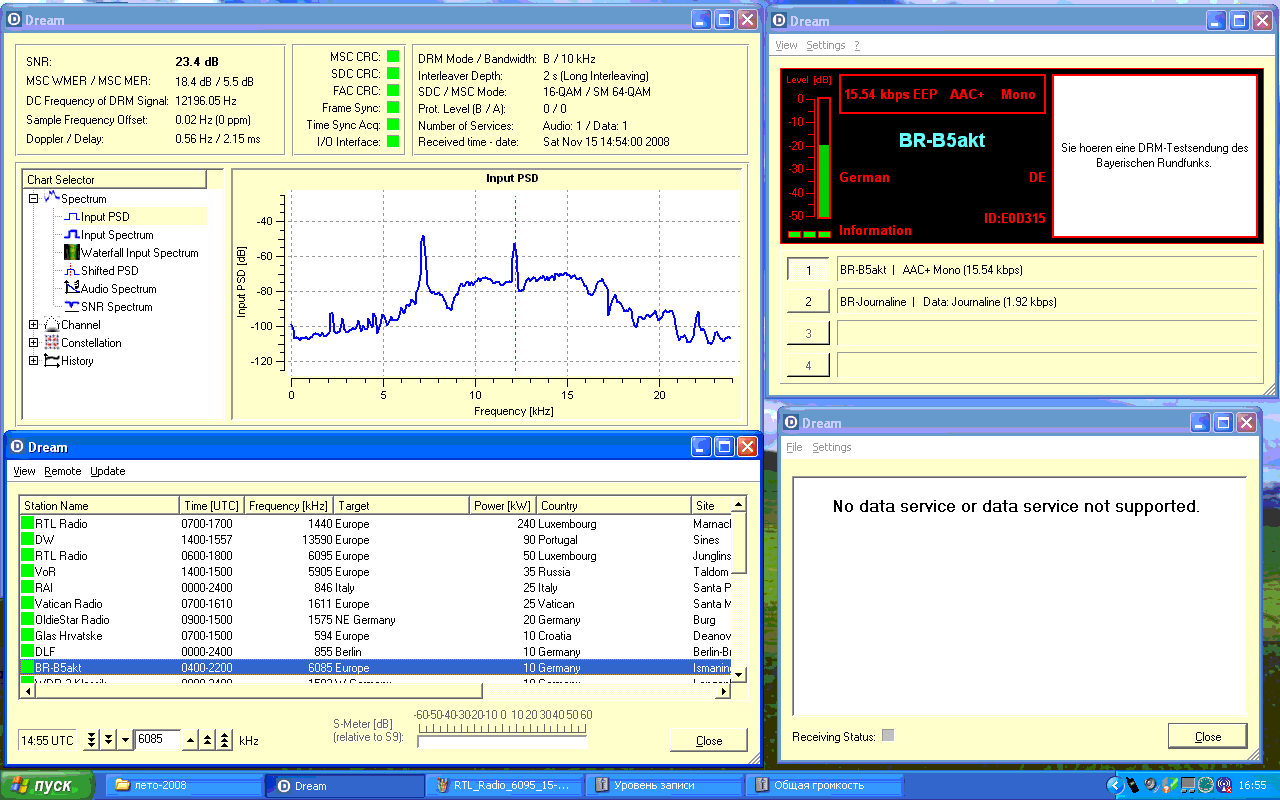 Dream
SNR: 23.4 dB
MSC WMER / MSC MER: 18.4 dB / 5.5 dB
DC Frequency of DRM Signal: 12196.05 Hz
Sample Frequency Offset: 0.02 Hz (0 ppm)
Doppler / Delay: 0.56 Hz / 2.15 ms
MSC CRC:
SDC CRC:
FAC CRC:
Frame Sync:
Time Sync Acq:
I/O Interface:
DRM Mode / Bandwidth: B / 10 kHz
Interleaver Depth: 2 s (Long Interleaving)
SDC / MSC Mode: 16-QAM / SM 64-QAM
Prot. Level (B / A): 0 / 0
Number of Services: Audio: 1 / Data: 1
Received time - date: Sat Nov 15 14:54:00 2008
Chart Selector
Spectrum
Input PSD
Input Spectrum
Waterfall Input Spectrum
Shifted PSD
Audio Spectrum
SNR Spectrum
Channel
Constellation
History
Input PSD
Input PSD [dB]
-40
-60
-80
-100
-120
0 5 10 15 20
Frequency [kHz]
Dream
View Settings ?
Level [dB]
0
-10
-20
-30
-40
-50
15.54 kbps EEP AAC+ Mono
BR-B5akt
German DE
ID:E0D315
Information
Sie hoeren eine DRM-Testsendung des
Bayerischen Rundfunks.
1 BR-B5akt | AAC+ Mono (15.54 kbps)
2 BR-Journaline | Data: Journaline (1.92 kbps)
3
4
Dream
View Remote Update
Station Name Time [UTC] Frequency [kHz] Target Power [kW] Country Site
RTL Radio 0700-1700 1440 Europe 240 Luxembourg Marnach
DW 1400-1557 13590 Europe 90 Portugal Sines
RTL Radio 0600-1800 6095 Europe 50 Luxembourg Junglins
VoR 1400-1500 5905 Europe 35 Russia Taldom
RAI 0000-2400 846 Italy 25 Italy Santa P
Vatican Radio 0700-1610 1611 Europe 25 Vatican Santa M
OldieStar Radio 0900-1500 1575 NE Germany 20 Germany Burg
Glas Hrvatske 0700-1500 594 Europe 10 Croatia Deanov
DLF 0000-2400 855 Berlin 10 Germany Berlin-Br
BR-B5akt 0400-2200 6085 Europe 10 Germany Ismaning
14:55 UTC 6085 kHz
S-Meter [dB]
(relative to S9):
-60-50-40-30-20-10 0 10 20 30 40 50 60
Close
Dream
File Settings
No data service or data service not supported.
Receiving Status:
Close
пуск
лето-2008
Dream
RTL_Radio_6095_15-...
Уровень записи
Общая громкость
16:55